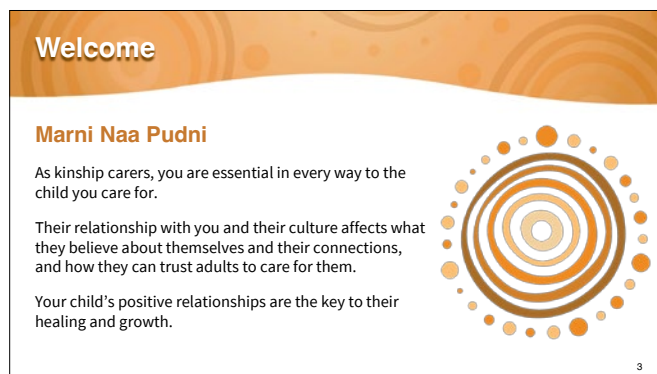 Welcome
Marni Naa Pudni
As kinship carers, you are essential in every way to the
child you care for.
Their relationship with you and their culture affects what
they believe about themselves and their connections,
and how they can trust adults to care for them.
Your child's positive relationships are the key to their
healing and growth.
3